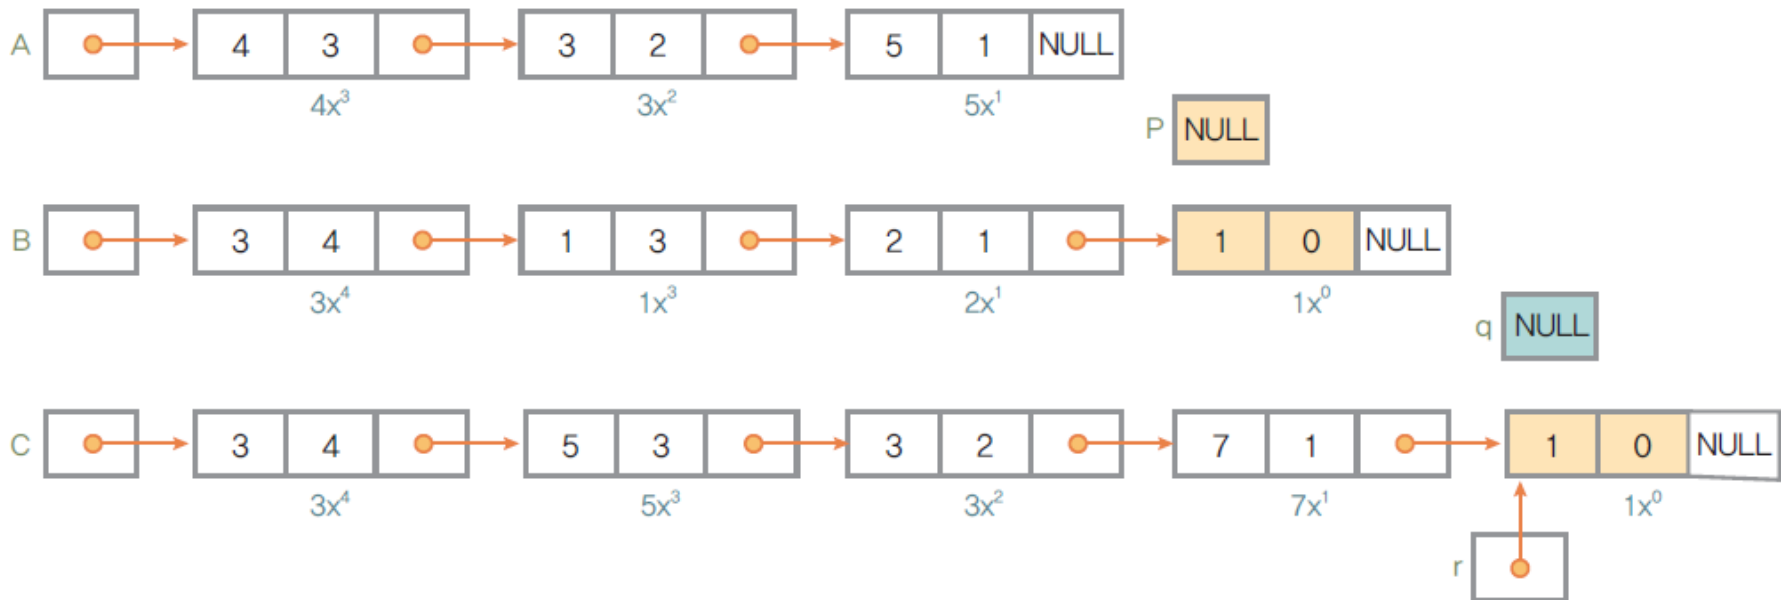 A 4 3 3 2 5 1 NULL
4x³ 3x² 5x¹
P NULL
B 3 4 1 3 2 1 1 0 NULL
3x⁴ 1x³ 2x¹ 1x⁰
q NULL
C 3 4 5 3 3 2 7 1 1 0 NULL
3x⁴ 5x³ 3x² 7x¹ 1x⁰
r